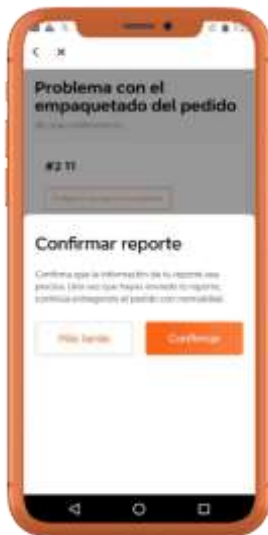 Problema con el
empaquetado del pedido
#2 11
Confirmar reporte
Confirma que la información de tu reporte sea
precisa. Una vez que hayas enviado tu reporte,
continúa entregando el pedido con normalidad.
Más tarde
Confirmar